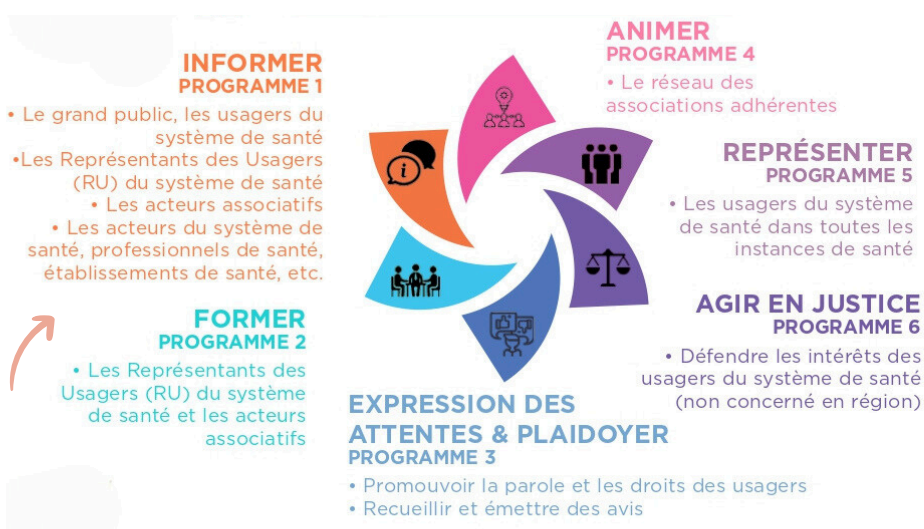 INFORMER
PROGRAMME 1
• Le grand public, les usagers du
système de santé
•Les Représentants des Usagers
(RU) du système de santé
• Les acteurs associatifs
• Les acteurs du système de
santé, professionnels de santé,
établissements de santé, etc.
FORMER
PROGRAMME 2
• Les Représentants des
Usagers (RU) du système
de santé et les acteurs
associatifs
EXPRESSION DES
ATTENTES & PLAIDOYER
PROGRAMME 3
• Promouvoir la parole et les droits des usagers
• Recueillir et émettre des avis
ANIMER
PROGRAMME 4
• Le réseau des
associations adhérentes
REPRÉSENTER
PROGRAMME 5
• Les usagers du système
de santé dans toutes les
instances de santé
AGIR EN JUSTICE
PROGRAMME 6
• Défendre les intérêts des
usagers du système de santé
(non concerné en région)
i